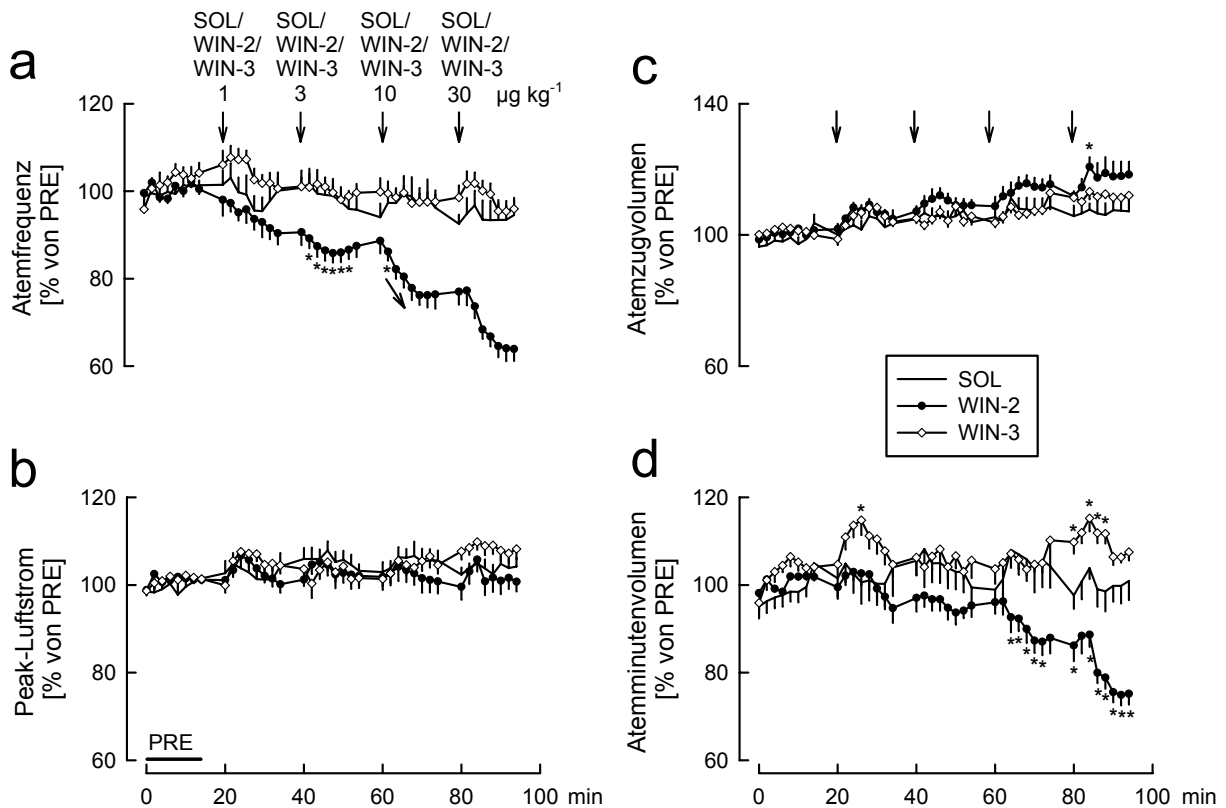 a
SOL/ SOL/ SOL/ SOL/
WIN-2/ WIN-2/ WIN-2/ WIN-2/
WIN-3 WIN-3 WIN-3 WIN-3
1 3 10 30 µg kg⁻¹
Atemfrequenz
[% von PRE]
120
100
80
60
* * * * * * *
c
Atemzugvolumen
[% von PRE]
140
100
60
*
SOL
WIN-2
WIN-3
b
Peak-Luftstrom
[% von PRE]
120
100
80
60
PRE
0 20 40 60 80 100 min
d
Atemminutenvolumen
[% von PRE]
120
100
80
60
* * * * *
* * * * * * * * * * * *
0 20 40 60 80 100 min